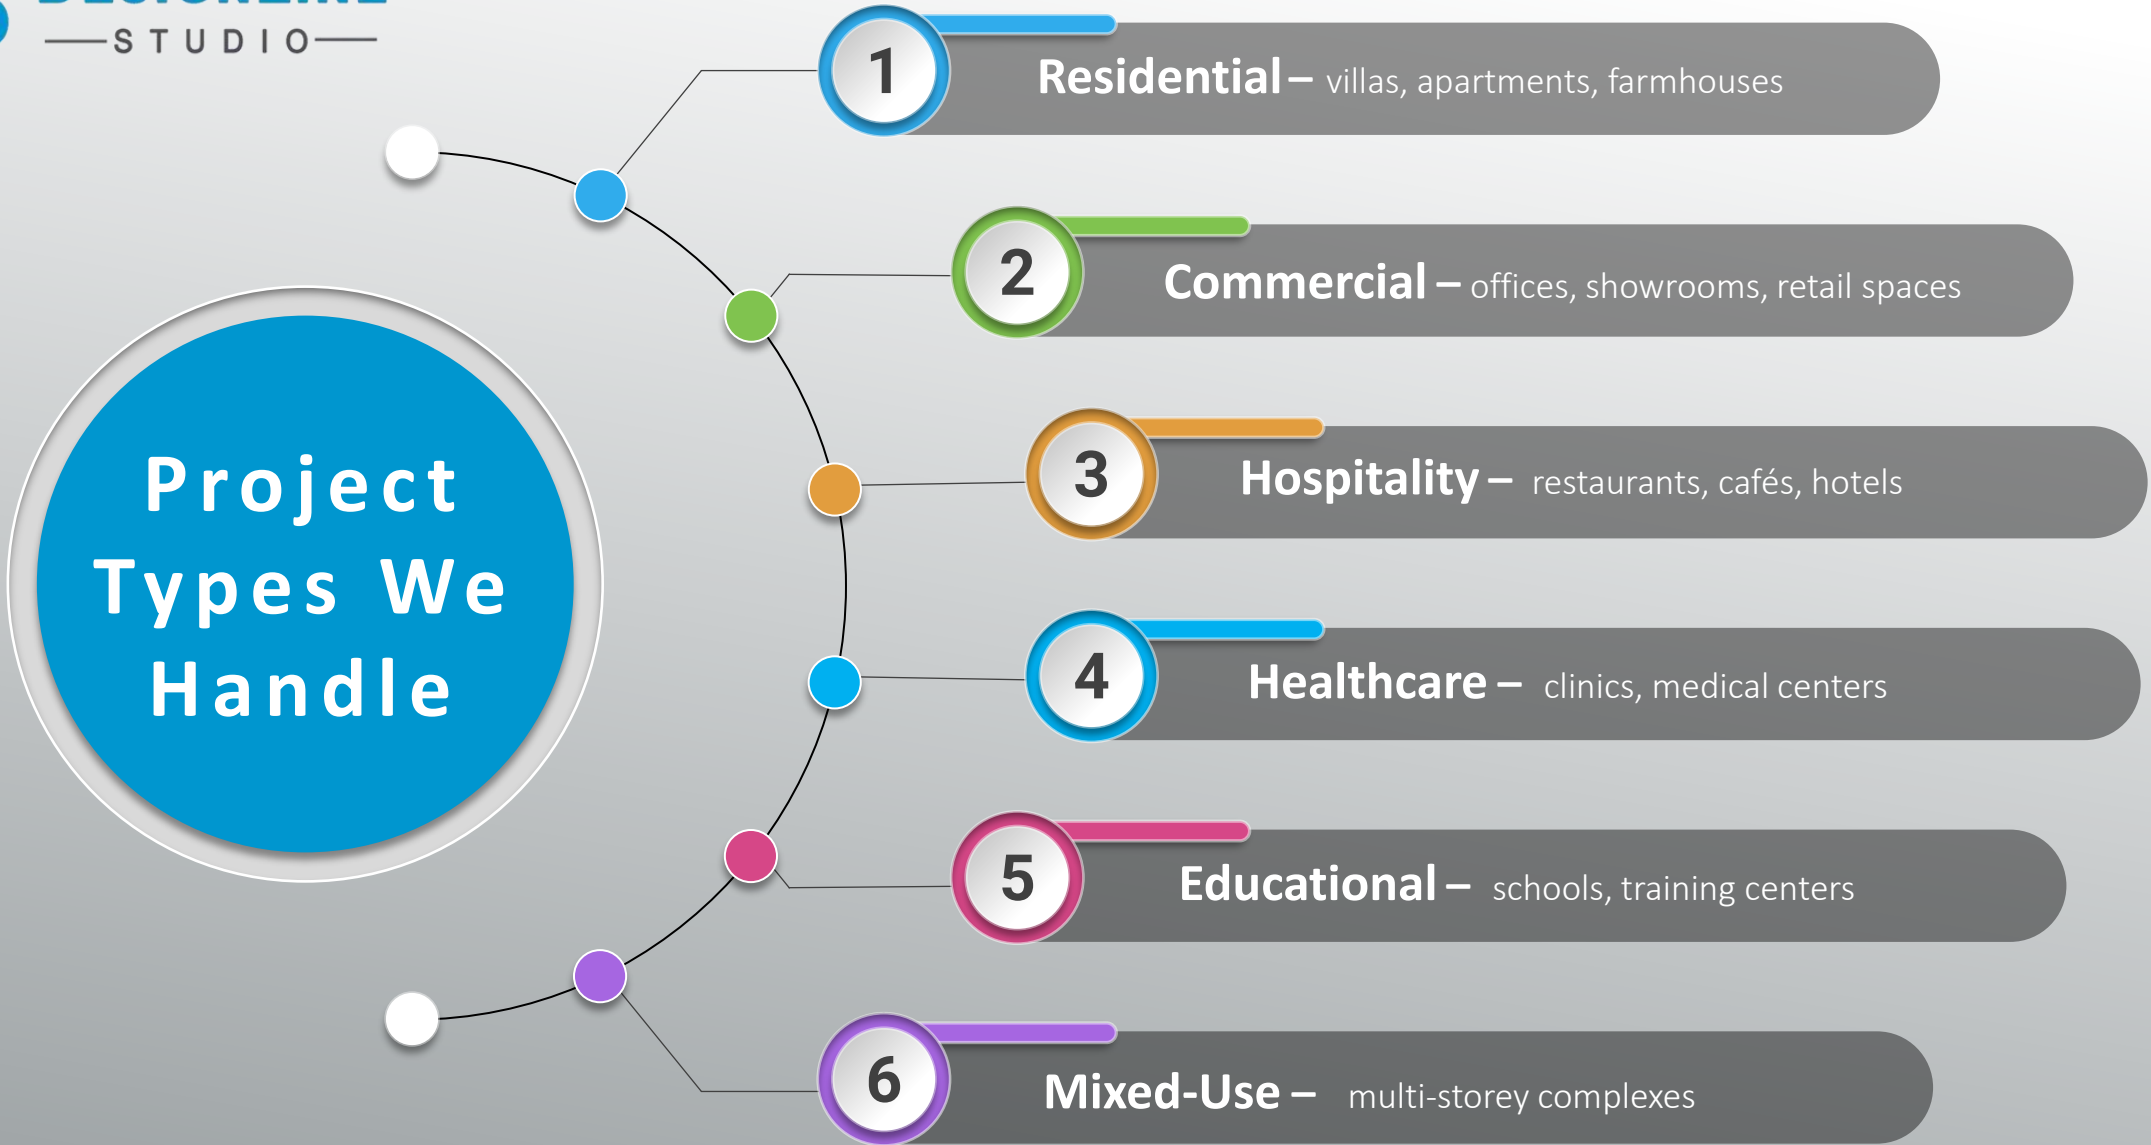 STUDIO
Project
Types We
Handle
1
Residential – villas, apartments, farmhouses
2
Commercial – offices, showrooms, retail spaces
3
Hospitality – restaurants, cafés, hotels
4
Healthcare – clinics, medical centers
5
Educational – schools, training centers
6
Mixed-Use – multi-storey complexes